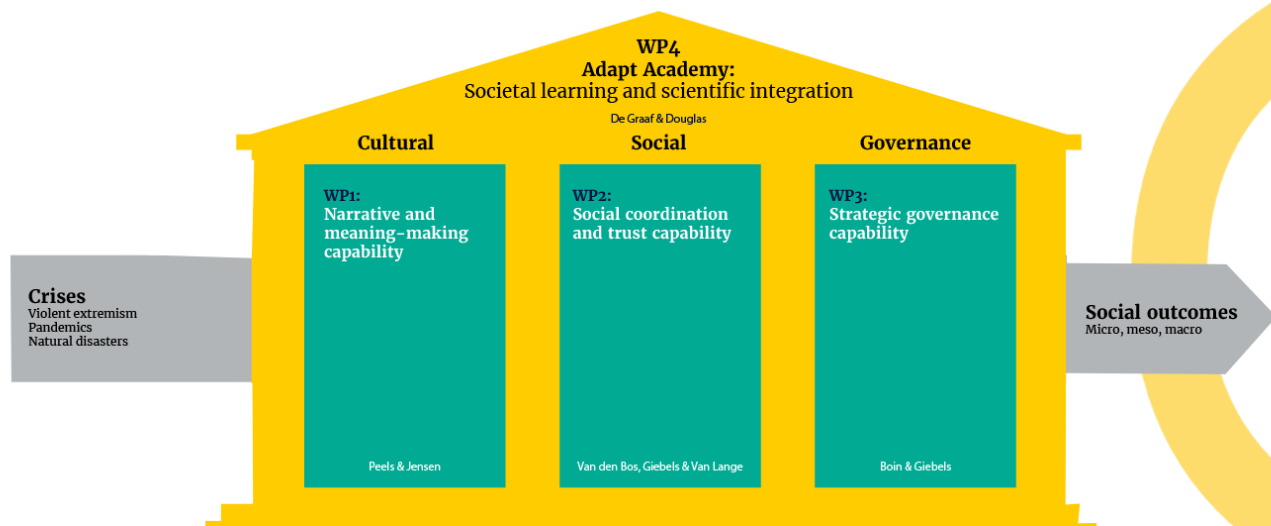 WP4
Adapt Academy:
Societal learning and scientific integration
De Graaf & Douglas
Cultural
Social
Governance
WP1:
Narrative and
meaning-making
capability
Peels & Jensen
WP2:
Social coordination
and trust capability
Van den Bos, Giebels & Van Lange
WP3:
Strategic governance
capability
Boin & Giebels
Crises
Violent extremism
Pandemics
Natural disasters
Social outcomes
Micro, meso, macro